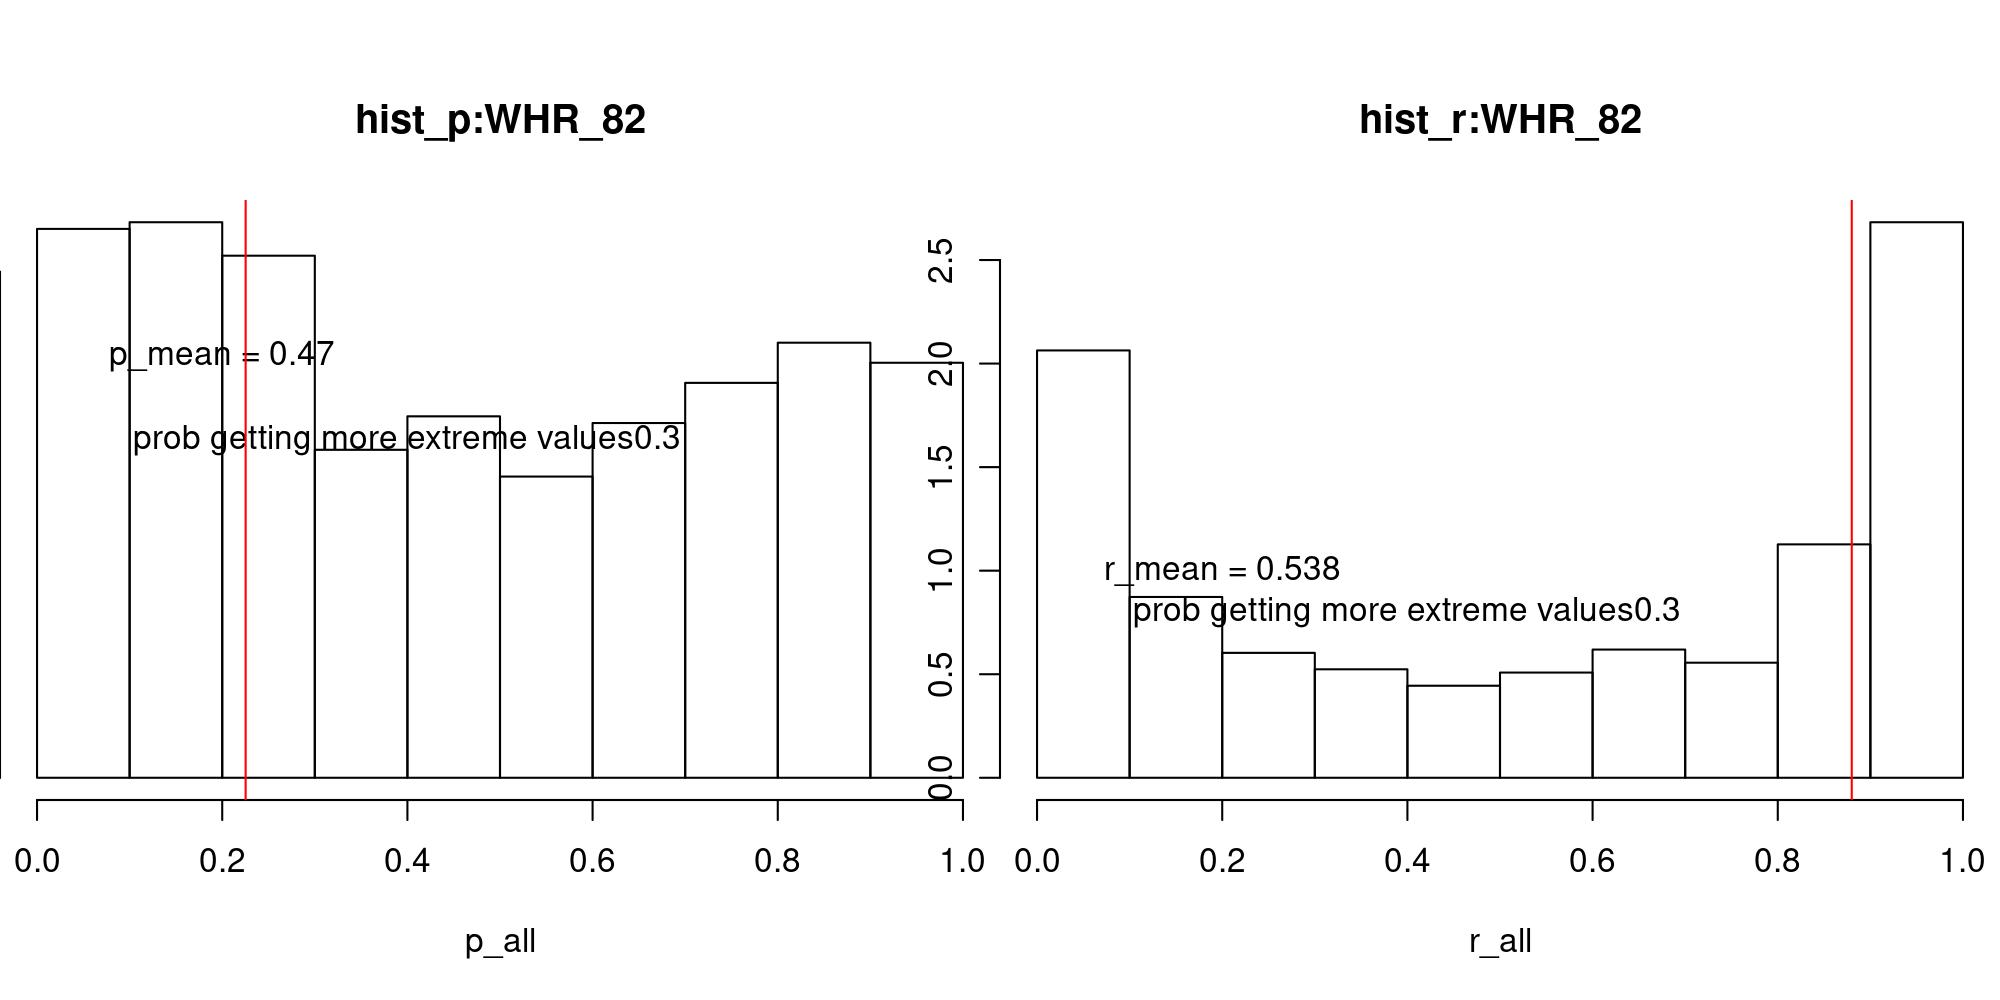 hist_p:WHR_82
p_mean = 0.47
prob getting more extreme values0.3
0.0 0.2 0.4 0.6 0.8 1.0
p_all
hist_r:WHR_82
2.5
2.0
1.5
1.0
0.5
0.0
r_mean = 0.538
prob getting more extreme values0.3
0.0 0.2 0.4 0.6 0.8 1.0
r_all